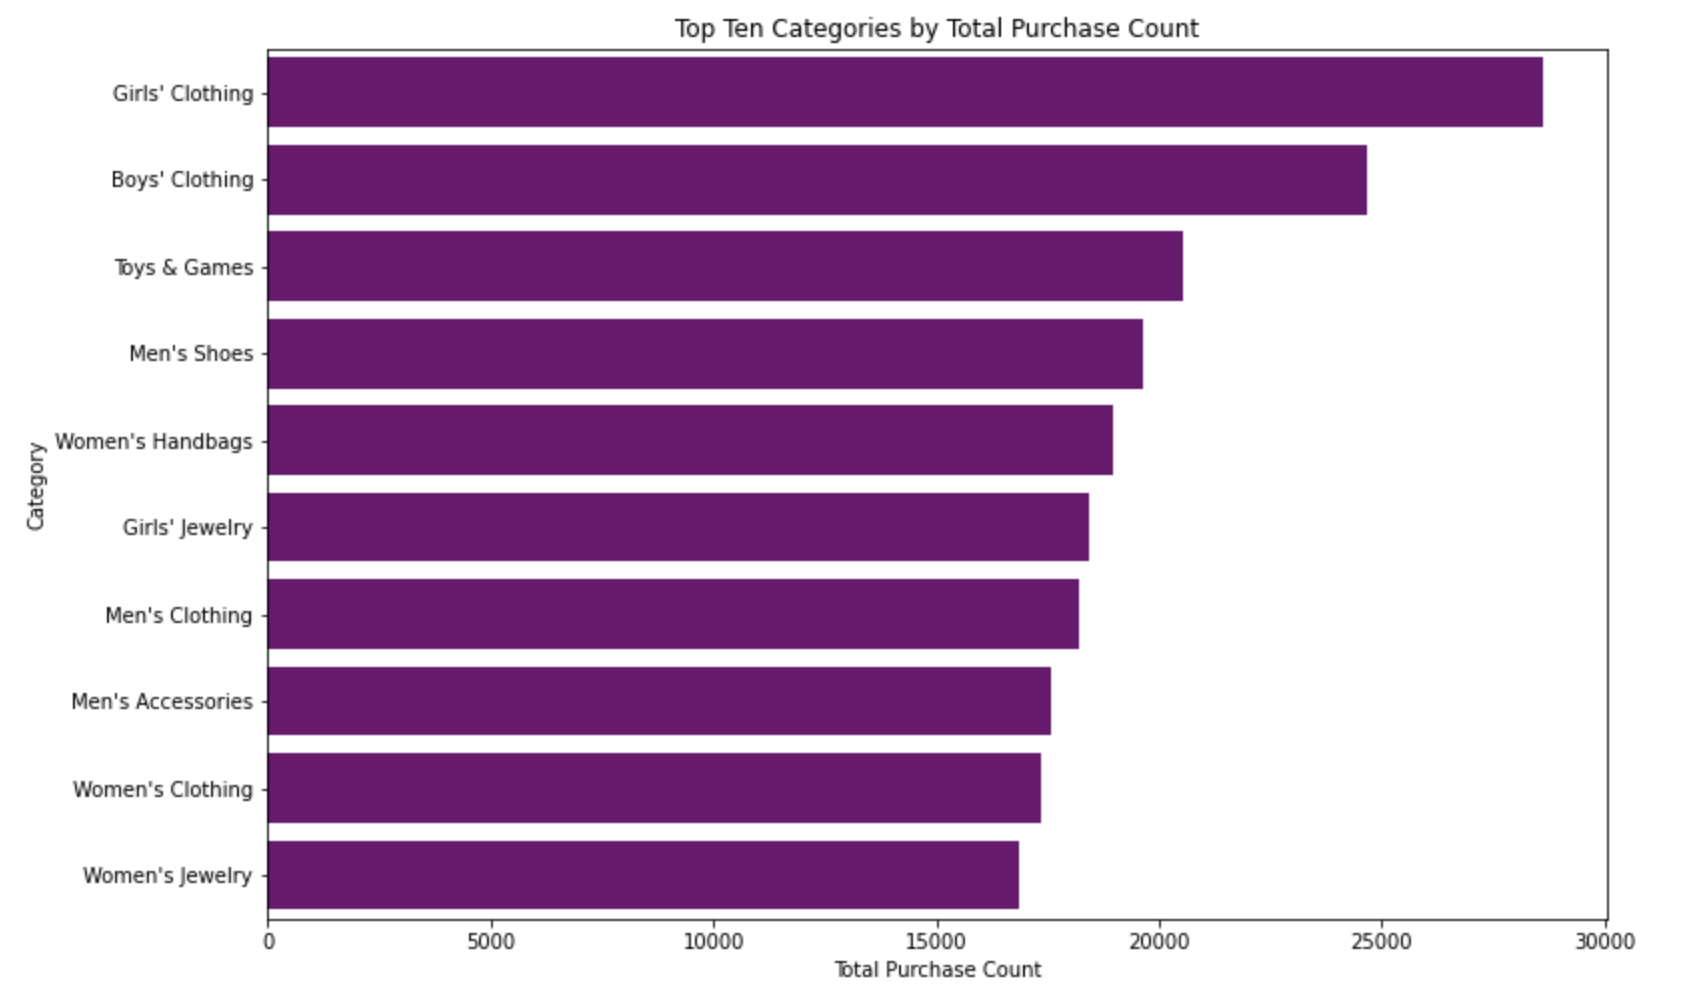 Top Ten Categories by Total Purchase Count
Girls' Clothing
Boys' Clothing
Toys & Games
Men's Shoes
Women's Handbags
Girls' Jewelry
Men's Clothing
Men's Accessories
Women's Clothing
Women's Jewelry
Category
0 5000 10000 15000 20000 25000 30000
Total Purchase Count